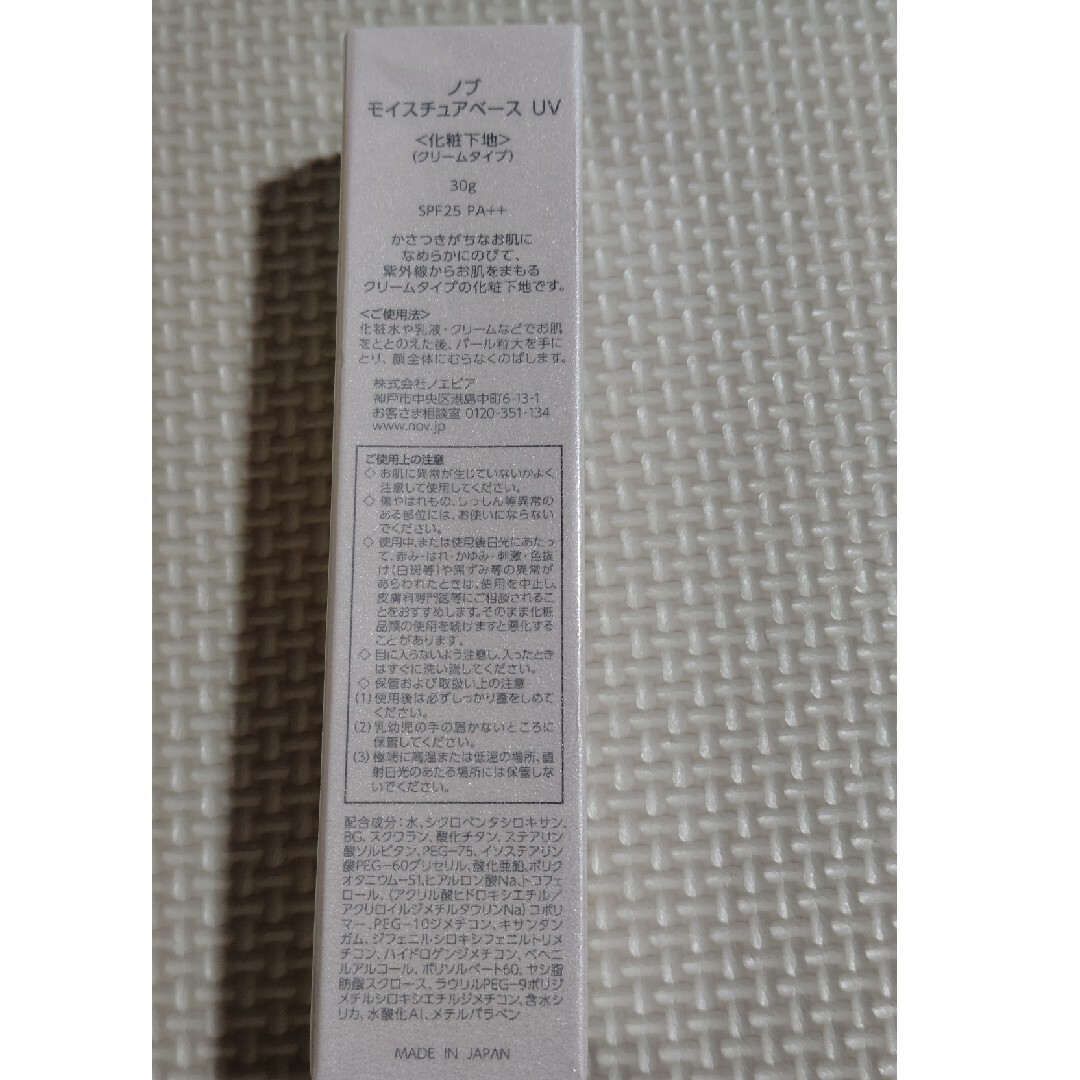 ノブ
モイスチュアベース UV
<化粧下地>
(クリームタイプ)
30g
SPF25 PA++
かさつきがちなお肌に
なめらかにのびて、
紫外線からお肌をまもる
クリームタイプの化粧下地です。
<ご使用法>
化粧水や乳液・クリームなどでお肌
をととのえた後、パール粒大を手に
とり、顔全体にむらなくのばします。
株式会社ノエビア
神戸市中央区港島中町6-13-1
お客さま相談室 0120-351-134
www.nov.jp
ご使用上の注意
◇ お肌に異常が生じていないかよく
注意して使用してください。
◇ 傷やはれもの、しっしん等異常の
ある部位には、お使いにならない
でください。
◇ 使用中、または使用後日光にあたっ
て、赤み・はれ・かゆみ・刺激・色抜
け(白斑等)や黒ずみ等の異常が
あらわれたときは、使用を中止し、
皮膚科専門医等にご相談されるこ
とをおすすめします。そのまま化粧
品類の使用を続けますと悪化する
ことがあります。
◇ 目に入らないよう注意し、入ったとき
はすぐに洗い流してください。
◇ 保管および取扱い上の注意
(1)使用後は必ずしっかり蓋をしめて
ください。
(2)乳幼児の手の届かないところに
保管してください。
(3)極端に高温または低温の場所、直
射日光のあたる場所には保管しな
いでください。
配合成分:水、シクロペンタシロキサン、
BG、スクワラン、酸化チタン、ステアリン
酸ソルビタン、PEG-75、イソステアリン
酸PEG-60グリセリル、酸化亜鉛、ポリク
オタニウム-51、ヒアルロン酸Na、トコフェ
ロール、(アクリル酸ヒドロキシエチル/
アクリロイルジメチルタウリンNa)コポリ
マー、PEG-10ジメチコン、キサンタン
ガム、ジフェニルシロキシフェニルトリメ
チコン、ハイドロゲンジメチコン、ベヘニ
ルアルコール、ポリソルベート60、ヤシ脂
肪酸スクロース、ラウリルPEG-9ポリジ
メチルシロキシエチルジメチコン、含水シ
リカ、水酸化Al、メチルパラベン
MADE IN JAPAN